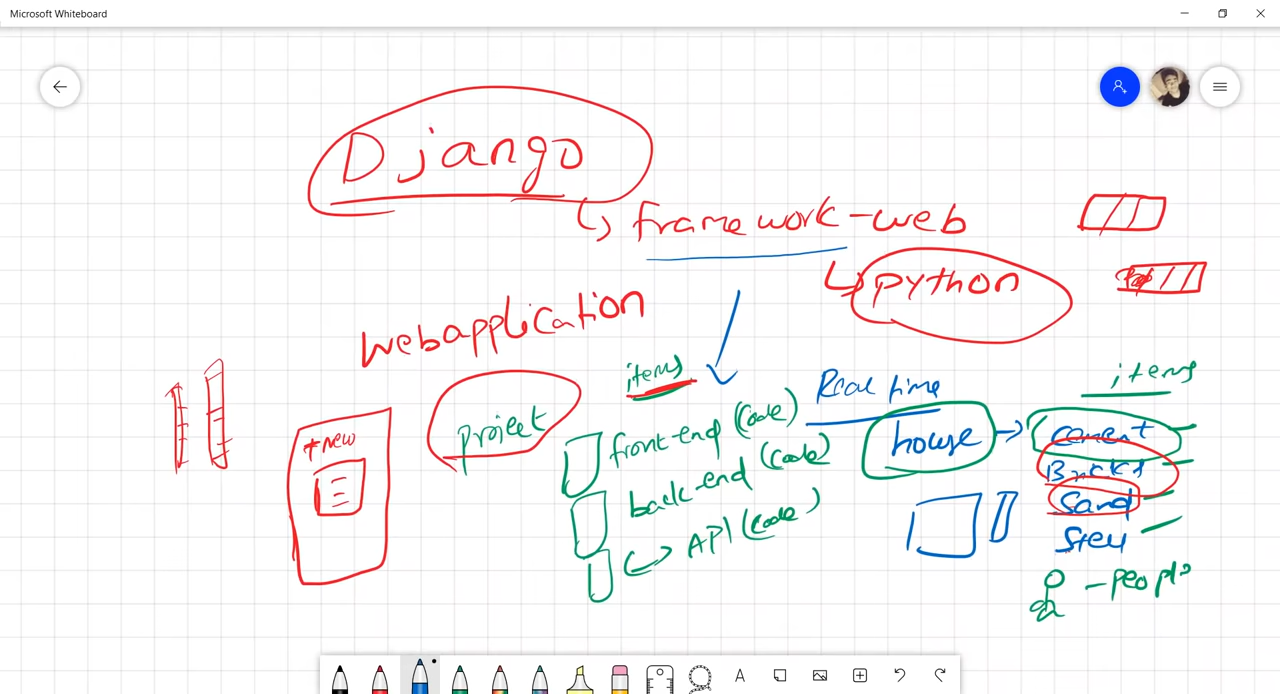 Microsoft Whiteboard
Django
framework-web
python
webapplication
items
Real time
items
+new
project
front-end (code)
back-end (code)
API (code)
house
cement
Bricks
Sand
Steel
-people
A